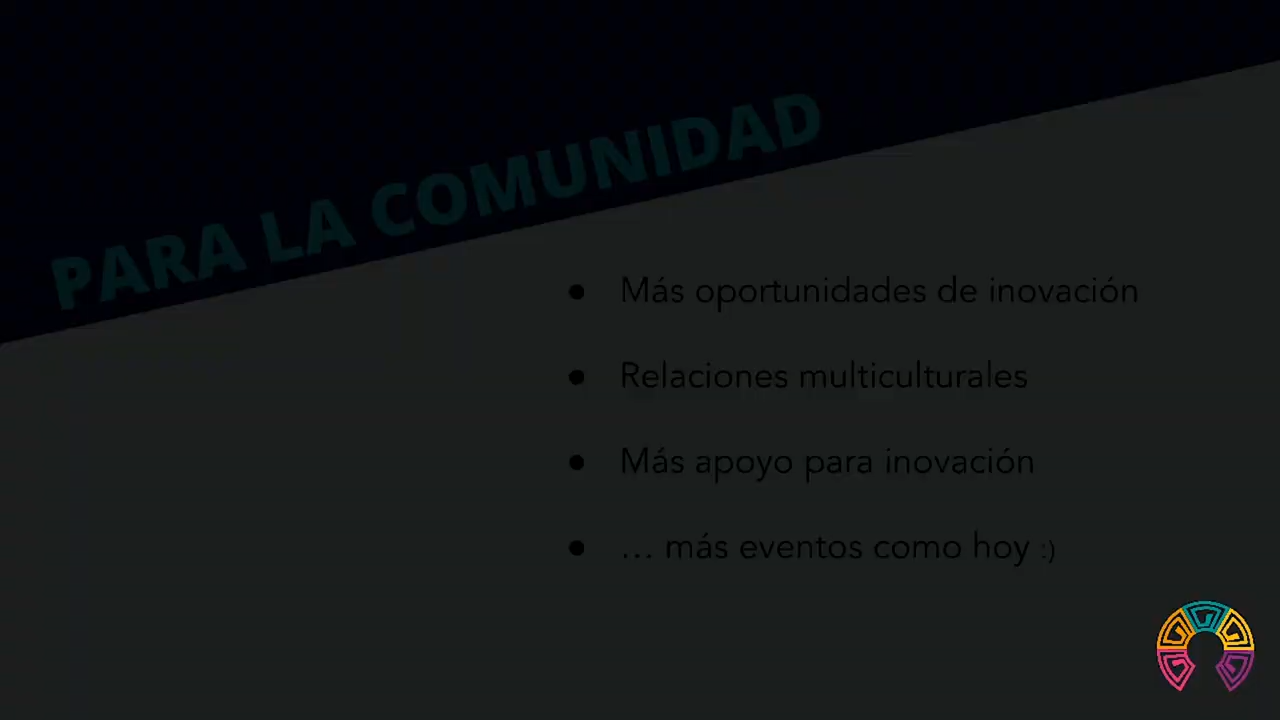 PARA LA COMUNIDAD
● Más oportunidades de inovación
● Relaciones multiculturales
● Más apoyo para inovación
● … más eventos como hoy :)